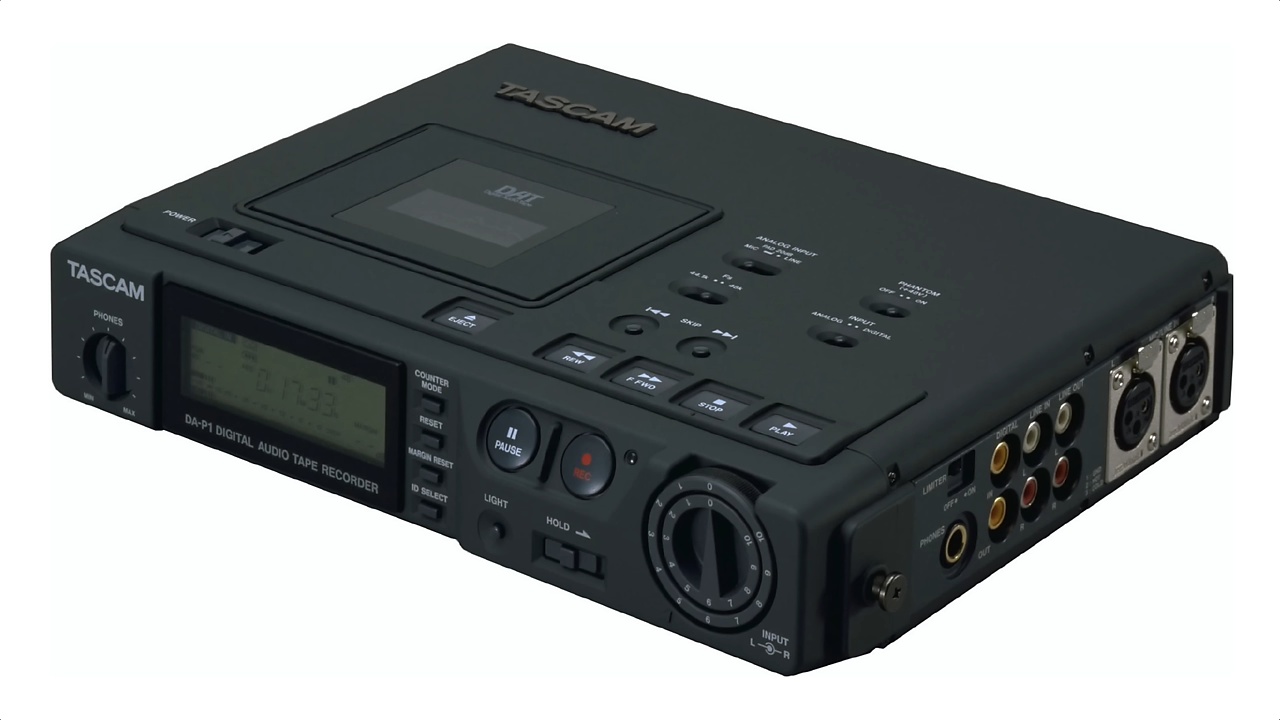 TASCAM
DAT
POWER
TASCAM
PHONES
MIN MAX
DA-P1 DIGITAL AUDIO TAPE RECORDER
COUNTER
MODE
RESET
MARGIN RESET
ID SELECT
EJECT
ANALOG INPUT
MIC LINE
Fs
44.1k 48k
SKIP
PHANTOM
(+48V)
OFF ON
INPUT
ANALOG DIGITAL
REW
F FWD
STOP
PLAY
PAUSE
REC
LIGHT
HOLD
INPUT
L R
LIMITER
OFF ON
PHONES
DIGITAL
LINE IN
LINE OUT
IN
OUT
R
R